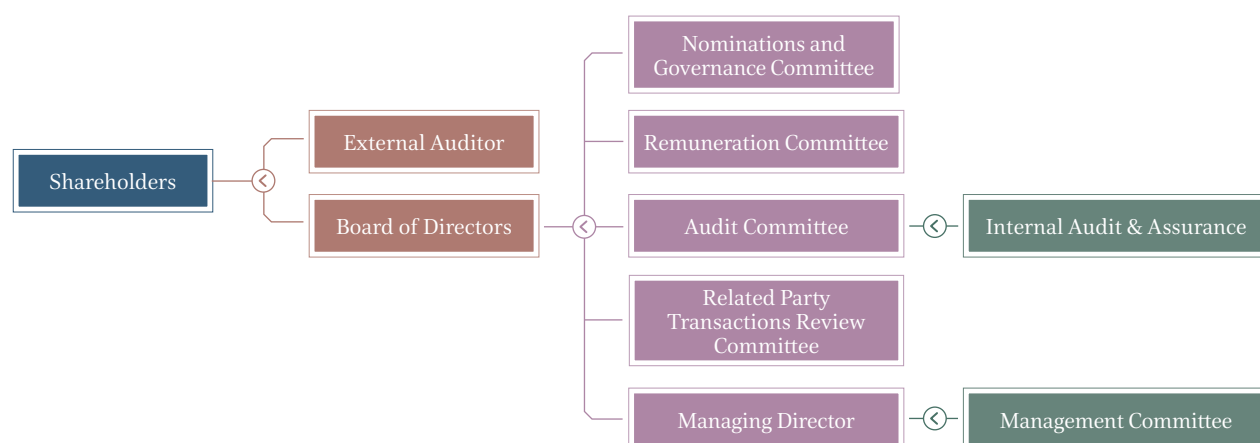 Nominations and
Governance Committee
External Auditor
Remuneration Committee
Shareholders
Board of Directors
Audit Committee
Internal Audit & Assurance
Related Party
Transactions Review
Committee
Managing Director
Management Committee